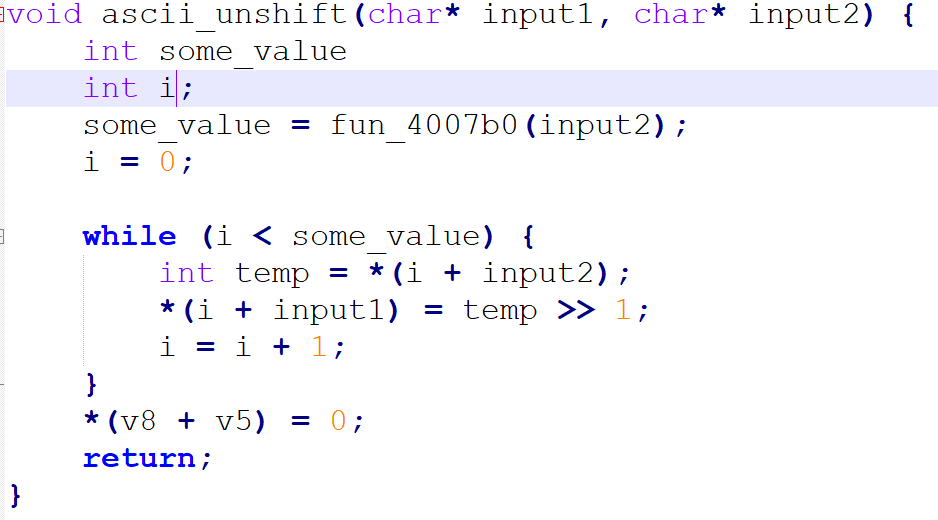 void ascii_unshift(char* input1, char* input2) {
    int some_value
    int i;
    some_value = fun_4007b0(input2);
    i = 0;

    while (i < some_value) {
        int temp = *(i + input2);
        *(i + input1) = temp >> 1;
        i = i + 1;
    }
    *(v8 + v5) = 0;
    return;
}